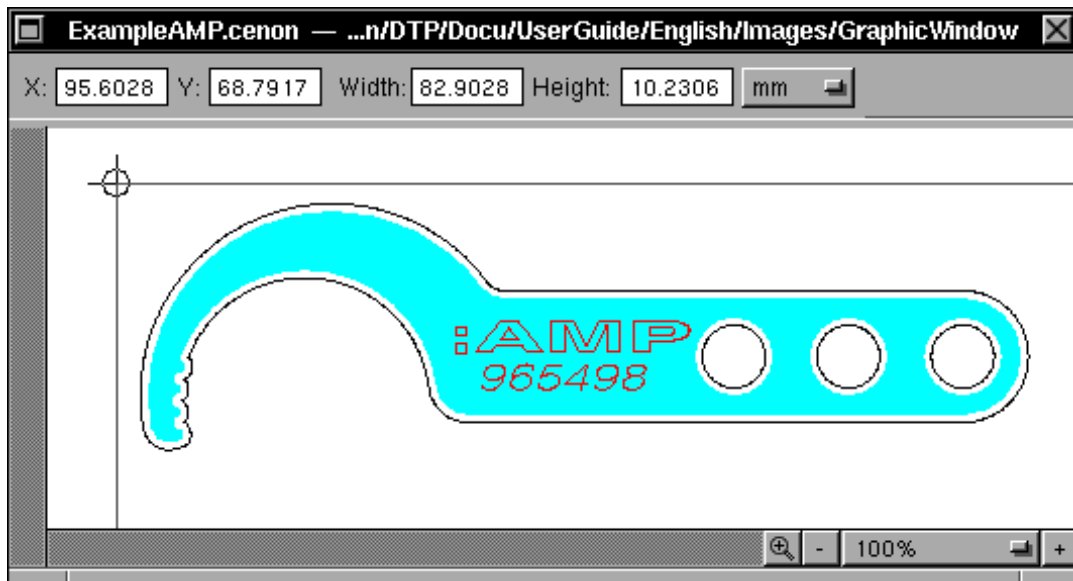 ExampleAMP.cenon — ...n/DTP/Docu/UserGuide/English/Images/GraphicWindow
X: 95.6028 Y: 68.7917 Width: 82.9028 Height: 10.2306 mm
:AMP
965498
- 100% +